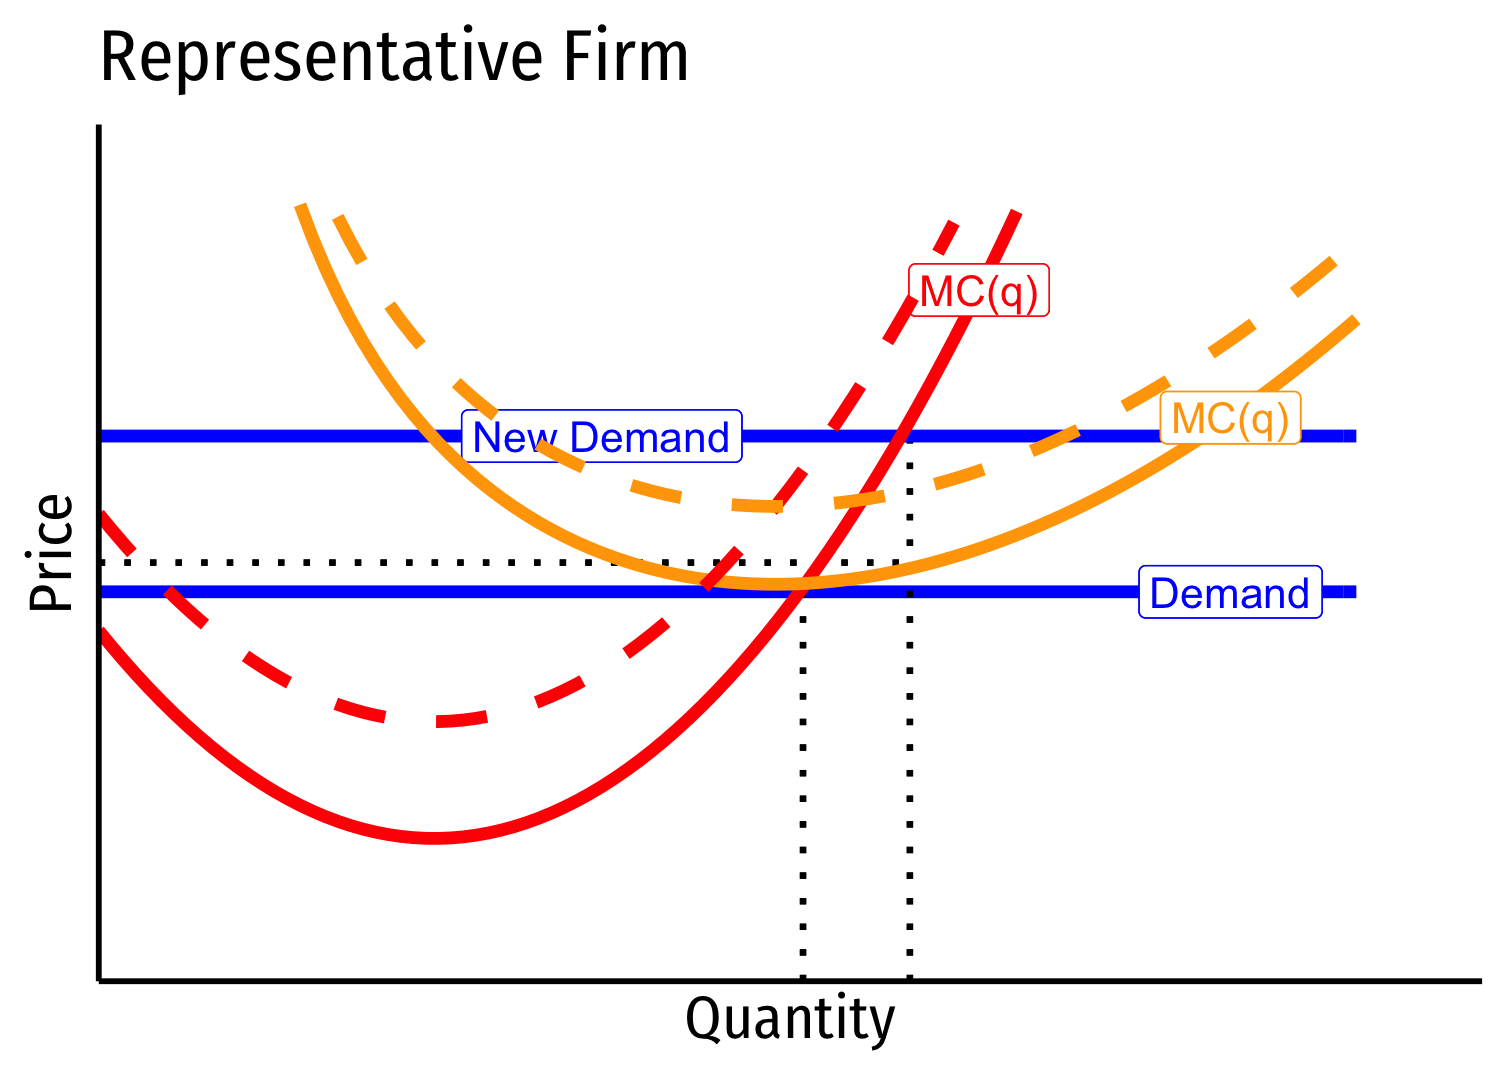 Representative Firm
MC(q)
MC(q)
New Demand
Demand
Price
Quantity